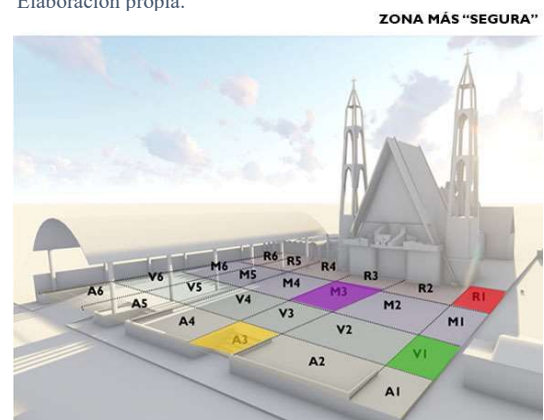 Elaboración propia.
ZONA MÁS “SEGURA”
R6 R5 R4 R3 R2 R1
M6 M5 M4 M3 M2 M1
V6 V5 V4 V3 V2 V1
A6 A5 A4 A3 A2 A1